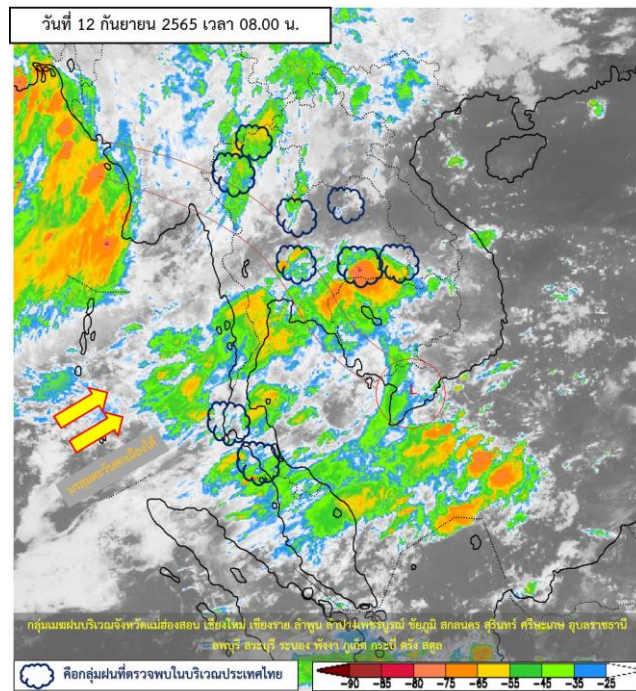 วันที่ 12 กันยายน 2565 เวลา 08.00 น.
L
มรสุมตะวันตกเฉียงใต้
กลุ่มเมฆฝนบริเวณจังหวัดแม่ฮ่องสอน เชียงใหม่ เชียงราย ลำพูน ลำปางเพชรบูรณ์ ชัยภูมิ สกลนคร สุรินทร์ ศรีษะเกษ อุบลราชธานี
ลพบุรี สระบุรี ระนอง พังงา ภูเก็ต กระบี่ ตรัง สตูล
คือกลุ่มฝนที่ตรวจพบในบริเวณประเทศไทย
-90 -85 -80 -75 -70 -65 -55 -45 -35 -25